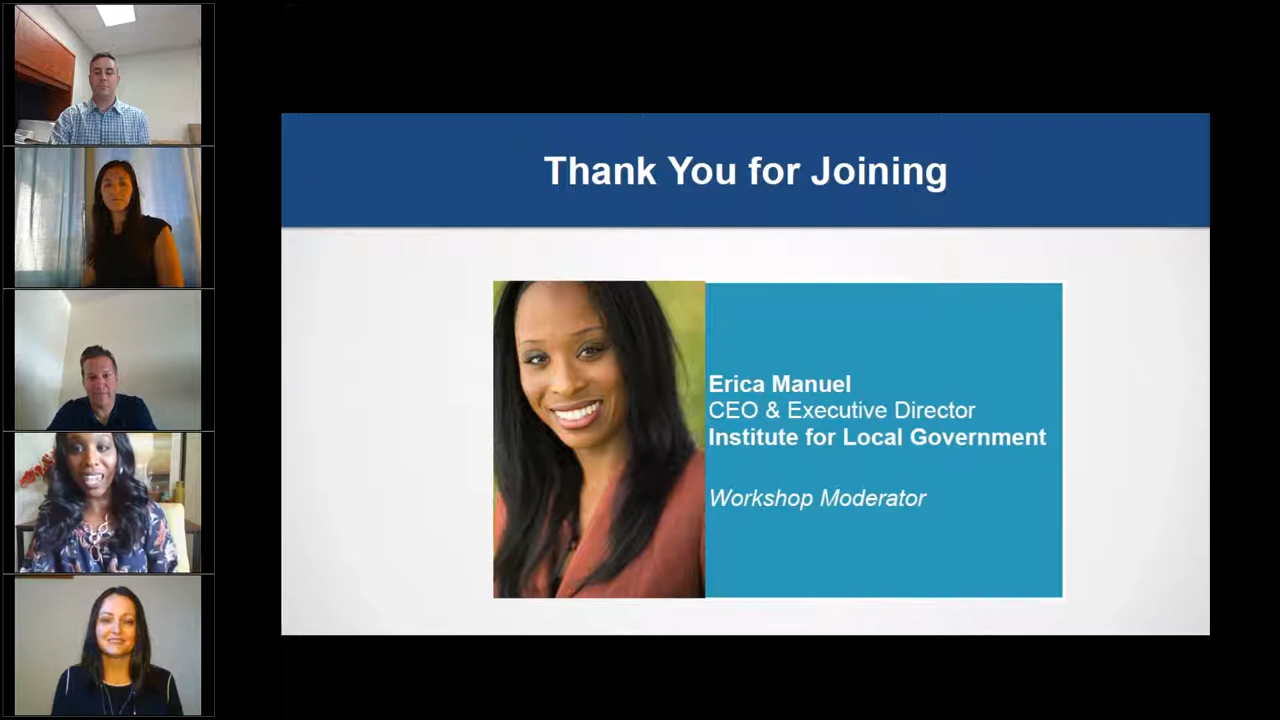 Thank You for Joining
Erica Manuel
CEO & Executive Director
Institute for Local Government
Workshop Moderator